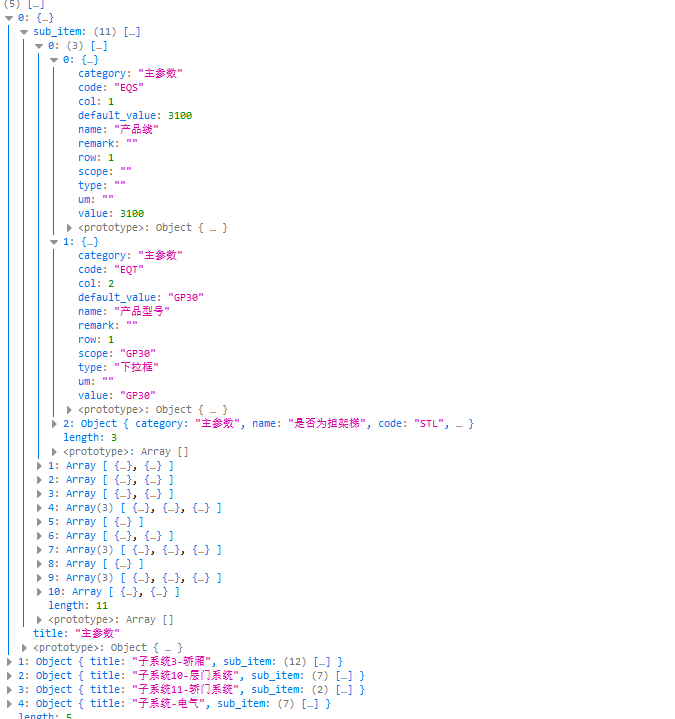 (5) […]
0: {…}
sub_item: (11) […]
0: (3) […]
0: {…}
category: "主参数"
code: "EQS"
col: 1
default_value: 3100
name: "产品线"
remark: ""
row: 1
scope: ""
type: ""
um: ""
value: 3100
<prototype>: Object { … }
1: {…}
category: "主参数"
code: "EQT"
col: 2
default_value: "GP30"
name: "产品型号"
remark: ""
row: 1
scope: "GP30"
type: "下拉框"
um: ""
value: "GP30"
<prototype>: Object { … }
2: Object { category: "主参数", name: "是否为担架梯", code: "STL", … }
length: 3
<prototype>: Array []
1: Array [ {…}, {…} ]
2: Array [ {…}, {…} ]
3: Array [ {…}, {…} ]
4: Array(3) [ {…}, {…}, {…} ]
5: Array [ {…} ]
6: Array [ {…}, {…} ]
7: Array(3) [ {…}, {…}, {…} ]
8: Array [ {…} ]
9: Array(3) [ {…}, {…}, {…} ]
10: Array [ {…}, {…} ]
length: 11
<prototype>: Array []
title: "主参数"
<prototype>: Object { … }
1: Object { title: "子系统3-轿厢", sub_item: (12) […] }
2: Object { title: "子系统10-层门系统", sub_item: (7) […] }
3: Object { title: "子系统11-轿门系统", sub_item: (2) […] }
4: Object { title: "子系统-电气", sub_item: (7) […] }
length: 5